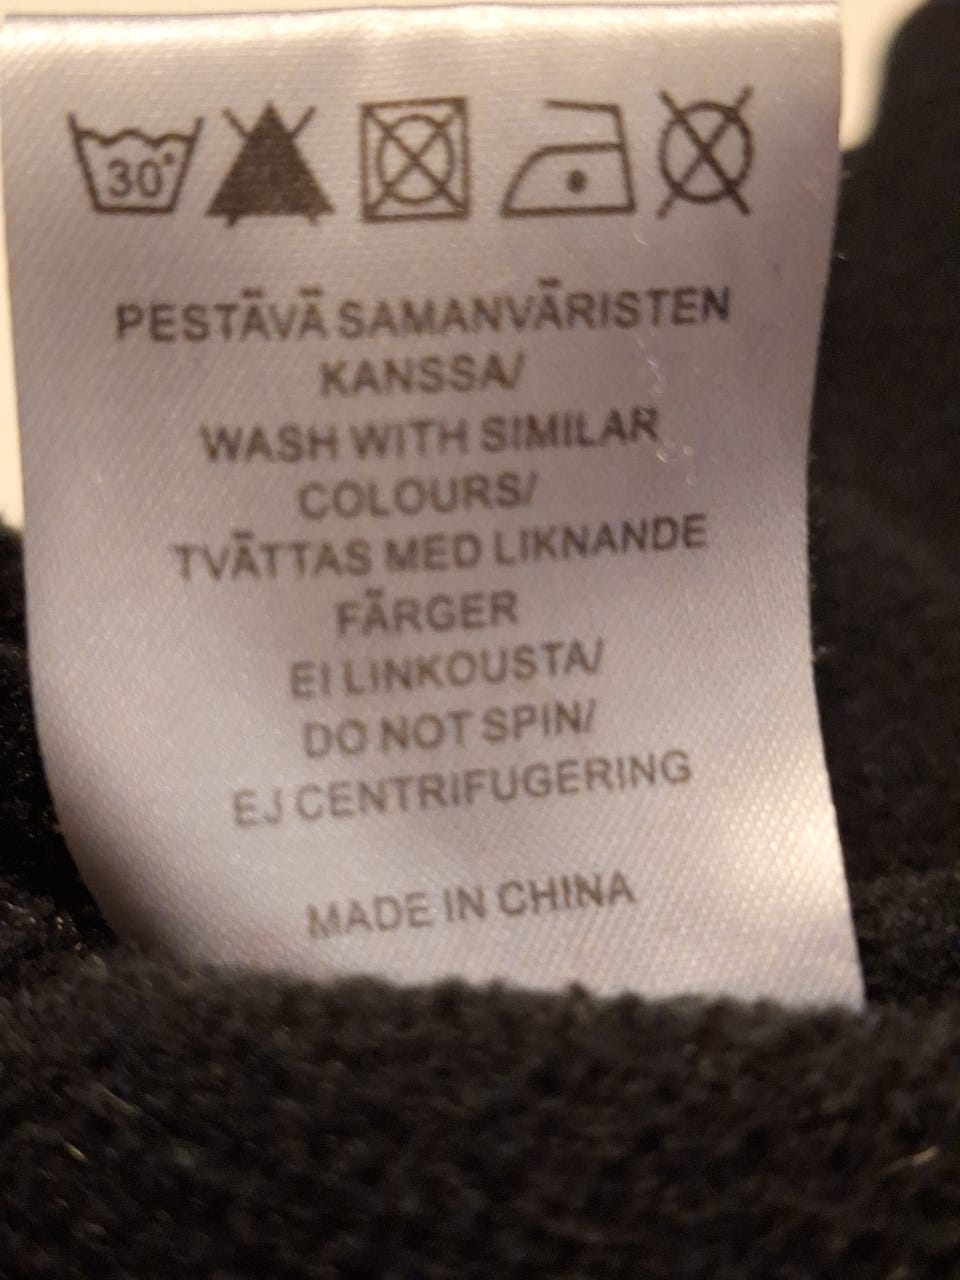 30°
PESTÄVÄ SAMANVÄRISTEN
KANSSA/
WASH WITH SIMILAR
COLOURS/
TVÄTTAS MED LIKNANDE
FÄRGER
EI LINKOUSTA/
DO NOT SPIN/
EJ CENTRIFUGERING
MADE IN CHINA